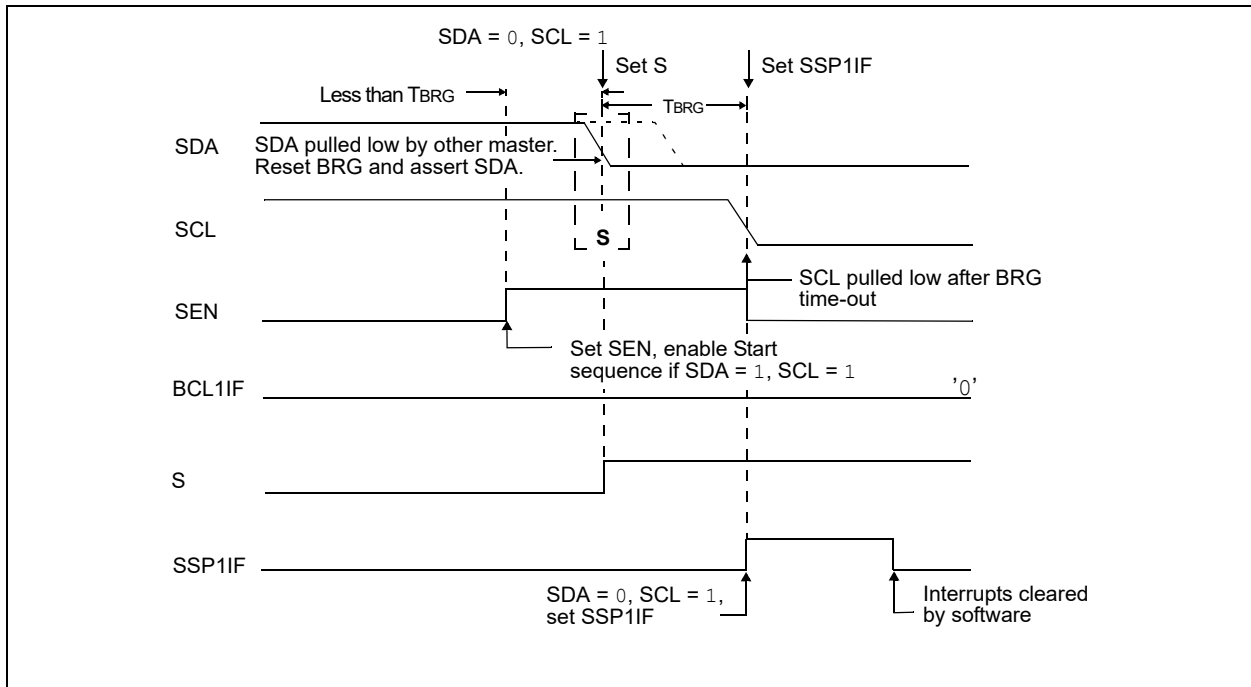 SDA = 0, SCL = 1
Set S
Set SSP1IF
Less than TBRG
TBRG
SDA
SDA pulled low by other master.
Reset BRG and assert SDA.
SCL
S
SCL pulled low after BRG
time-out
SEN
Set SEN, enable Start
sequence if SDA = 1, SCL = 1
BCL1IF
'0'
S
SSP1IF
SDA = 0, SCL = 1,
set SSP1IF
Interrupts cleared
by software